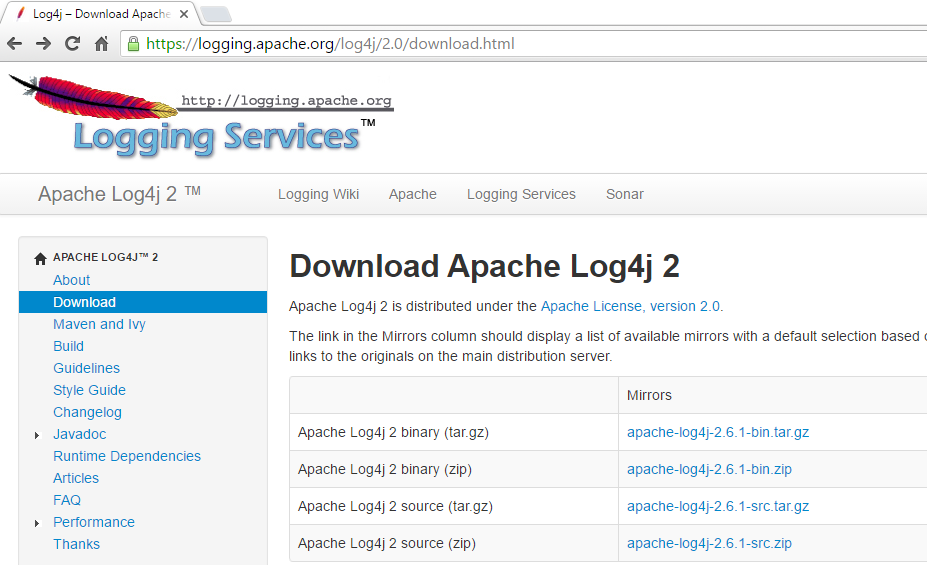 Log4j – Download Apache
https://logging.apache.org/log4j/2.0/download.html
http://logging.apache.org
Logging Services™
Apache Log4j 2 ™
Logging Wiki
Apache
Logging Services
Sonar
APACHE LOG4J™ 2
About
Download
Maven and Ivy
Build
Guidelines
Style Guide
Changelog
Javadoc
Runtime Dependencies
Articles
FAQ
Performance
Thanks
Download Apache Log4j 2
Apache Log4j 2 is distributed under the Apache License, version 2.0.
The link in the Mirrors column should display a list of available mirrors with a default selection based
links to the originals on the main distribution server.
Mirrors
Apache Log4j 2 binary (tar.gz) apache-log4j-2.6.1-bin.tar.gz
Apache Log4j 2 binary (zip) apache-log4j-2.6.1-bin.zip
Apache Log4j 2 source (tar.gz) apache-log4j-2.6.1-src.tar.gz
Apache Log4j 2 source (zip) apache-log4j-2.6.1-src.zip